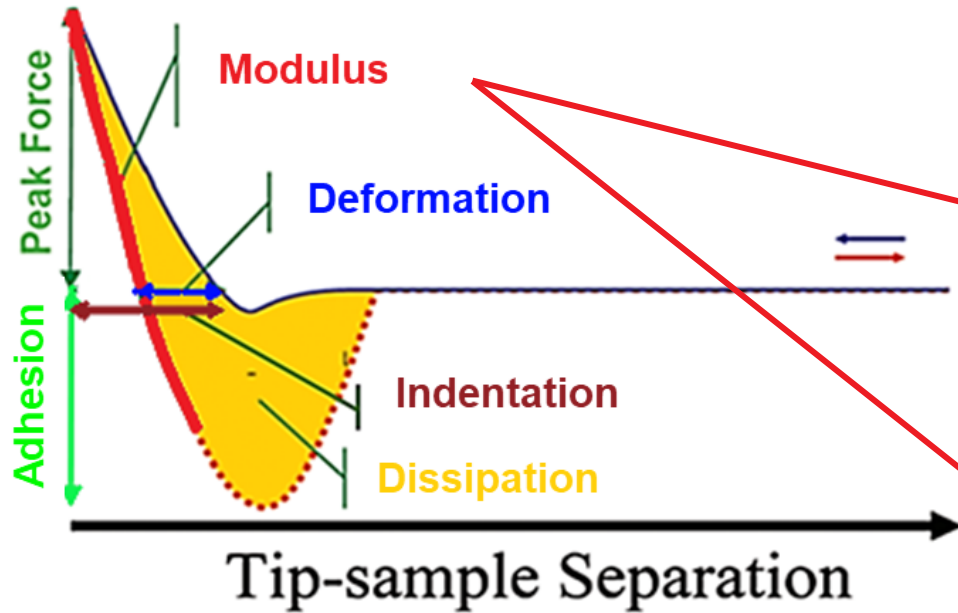 Peak Force
Modulus
Deformation
Adhesion
Indentation
Dissipation
Tip-sample Separation